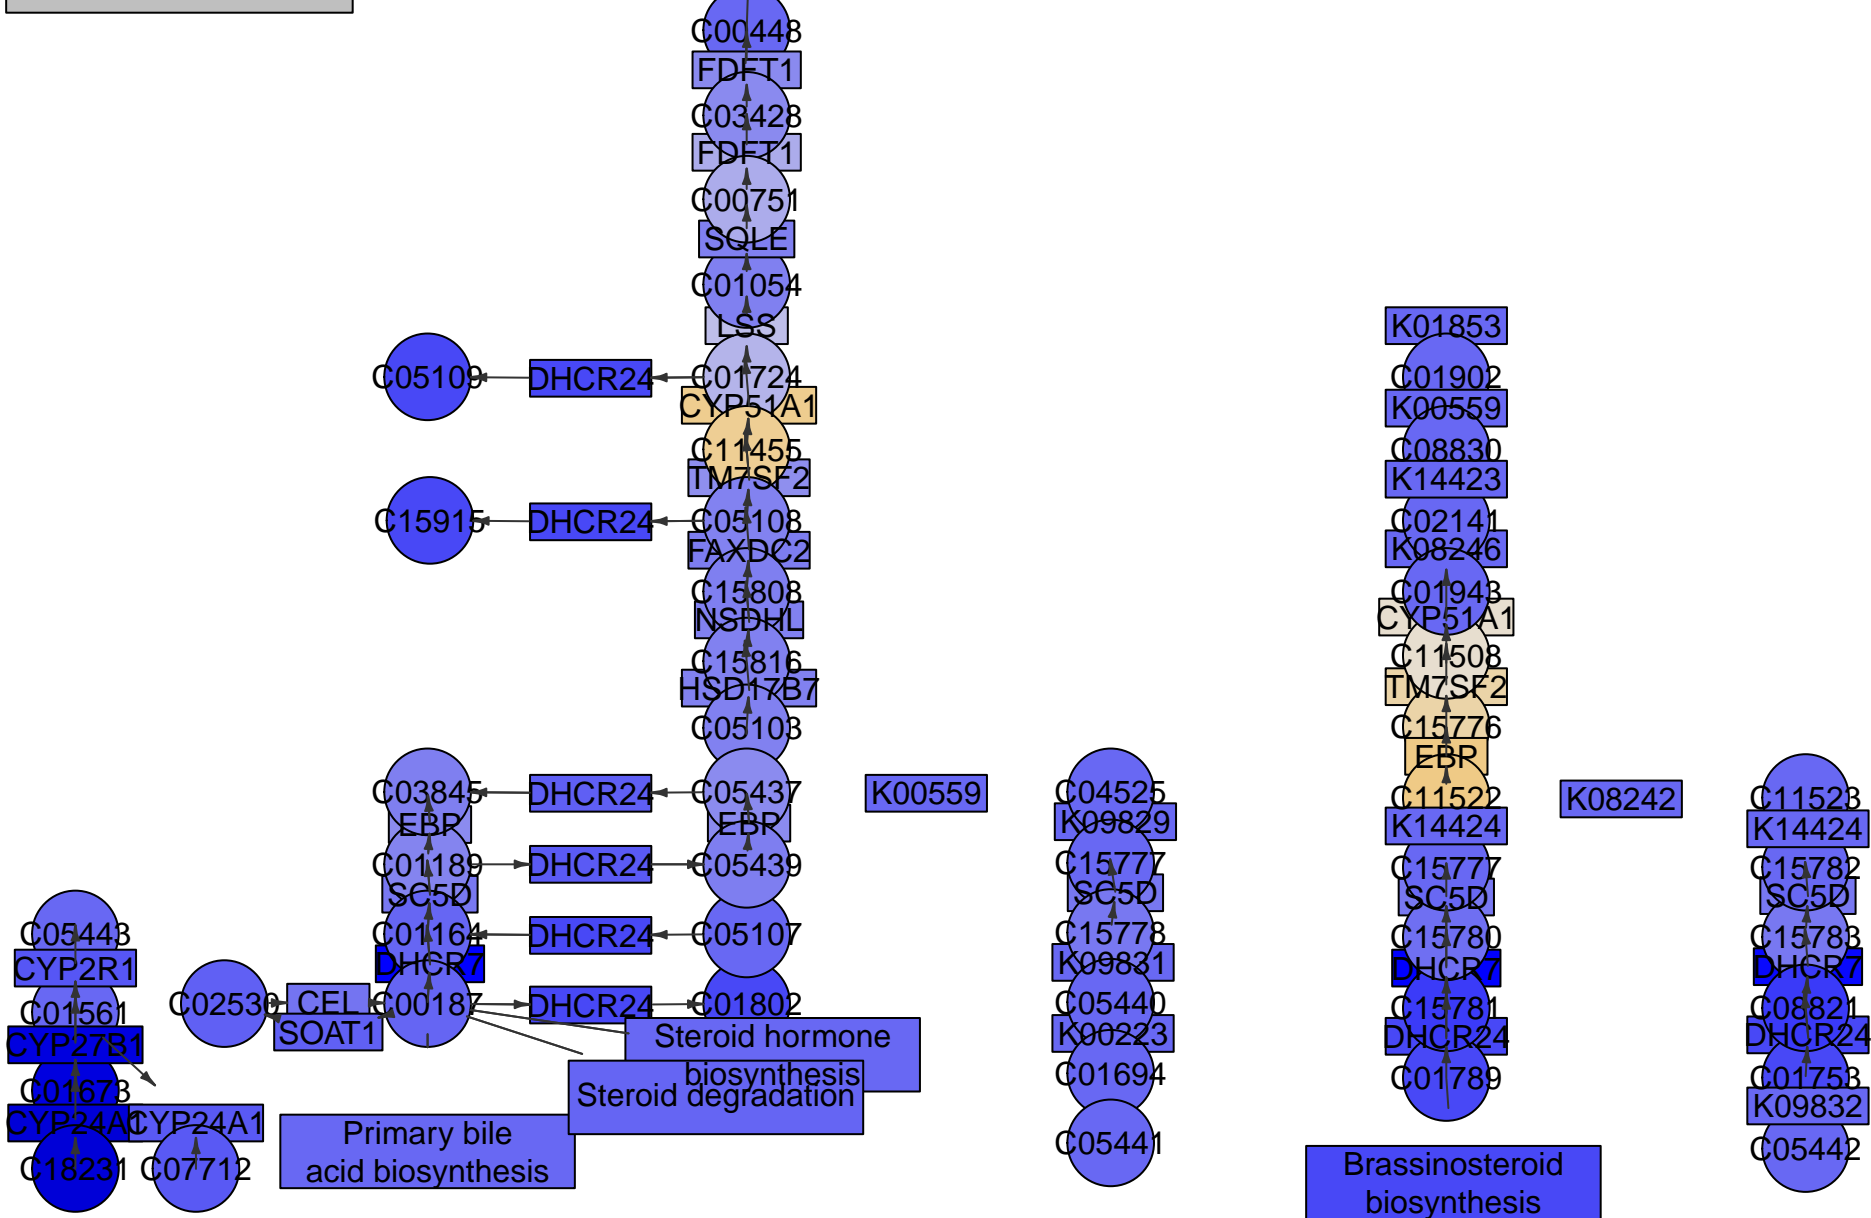 C00448
FDFT1
C03428
FDFT1
C00751
SQLE
C01054
LSS
C05109
DHCR24
C01724
CYP51A1
C11455
TM7SF2
C15915
DHCR24
C05108
FAXDC2
C15808
NSDHL
C15816
HSD17B7
C05103
C03845
DHCR24
C05437
EBP
EBP
C01189
DHCR24
C05439
SC5D
C01164
DHCR24
C05107
DHCR7
C02530
CEL
SOAT1
C00187
DHCR24
C01802
C05443
CYP2R1
C01561
CYP27B1
C01673
CYP24A1
CYP24A1
C18231
C07712
Steroid hormone
biosynthesis
Steroid degradation
Primary bile
acid biosynthesis
K00559
C04525
K09829
C15777
SC5D
C15778
K09831
C05440
K00223
C01694
C05441
K01853
C01902
K00559
C08830
K14423
C02141
K08246
C01943
CYP51A1
C11508
TM7SF2
C15776
EBP
C11522
K14424
C15777
SC5D
C15780
DHCR7
C15781
DHCR24
C01789
Brassinosteroid
biosynthesis
K08242
C11523
K14424
C15782
SC5D
C15783
DHCR7
C08821
DHCR24
C01753
K09832
C05442